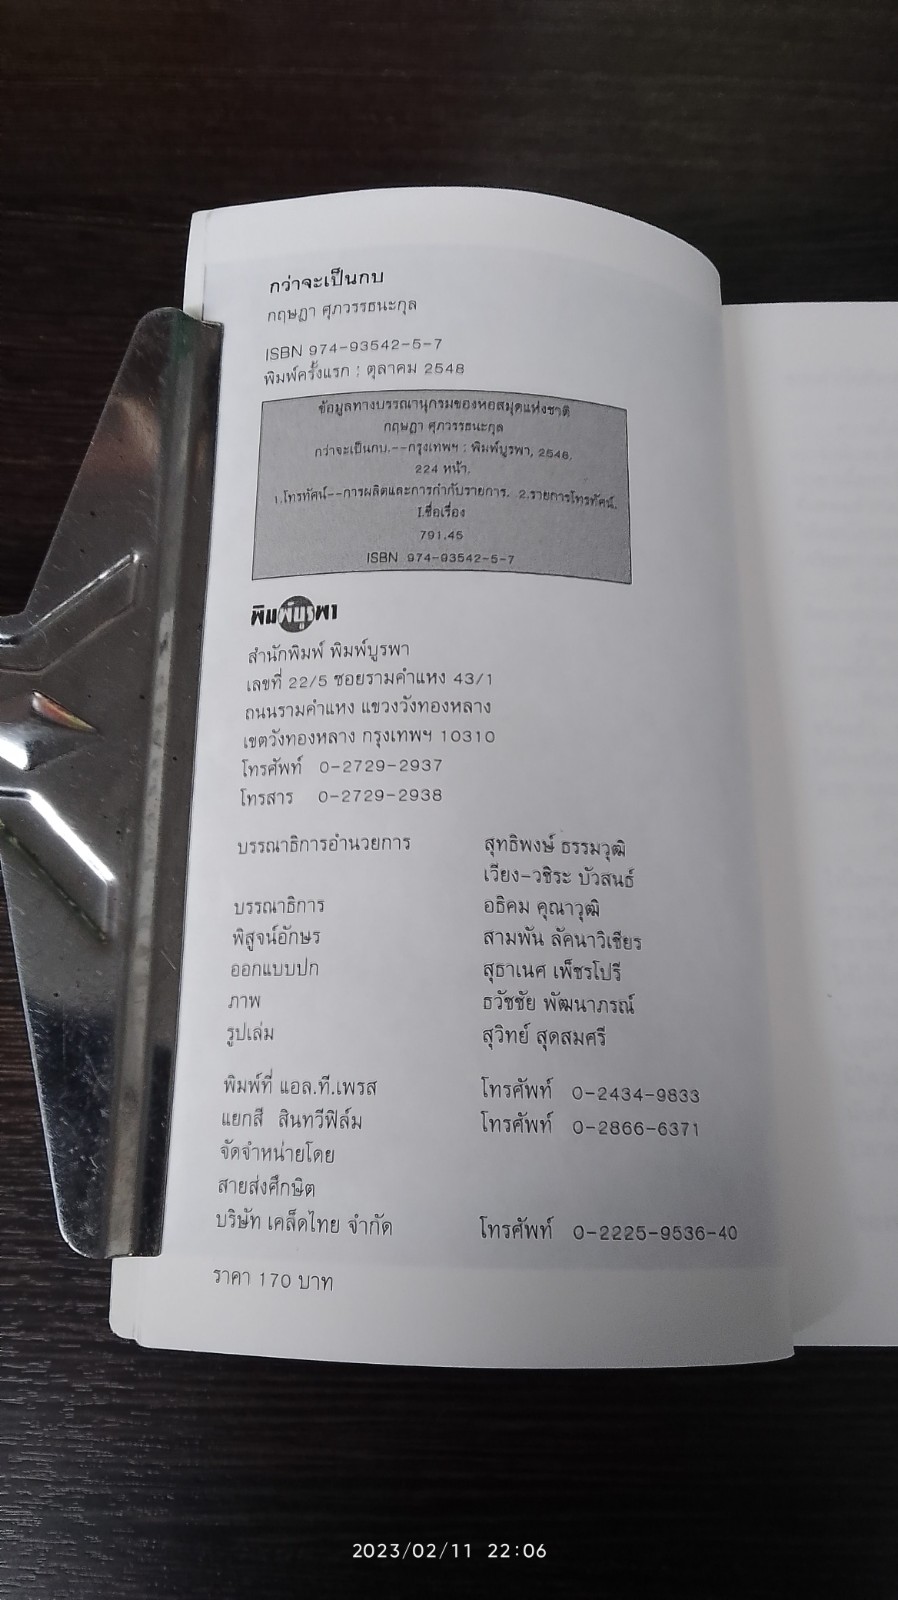 กว่าจะเป็นกบ
กฤษฎา ศุภวรรธนะกุล
ISBN 974-93542-5-7
พิมพ์ครั้งแรก : ตุลาคม 2548
ข้อมูลทางบรรณานุกรมของหอสมุดแห่งชาติ
กฤษฎา ศุภวรรธนะกุล
กว่าจะเป็นกบ.--กรุงเทพฯ : พิมพ์บูรพา, 2548.
224 หน้า.
1.โทรทัศน์--การผลิตและการกำกับรายการ. 2.รายการโทรทัศน์.
I.ชื่อเรื่อง
791.45
ISBN 974-93542-5-7
พิมพ์บูรพา
สำนักพิมพ์ พิมพ์บูรพา
เลขที่ 22/5 ซอยรามคำแหง 43/1
ถนนรามคำแหง แขวงวังทองหลาง
เขตวังทองหลาง กรุงเทพฯ 10310
โทรศัพท์ 0-2729-2937
โทรสาร 0-2729-2938
บรรณาธิการอำนวยการ สุทธิพงษ์ ธรรมวุฒิ
เวียง-วชิระ บัวสนธ์
บรรณาธิการ อธิคม คุณาวุฒิ
พิสูจน์อักษร สามพัน ลัคนาวิเชียร
ออกแบบปก สุธาเนศ เพ็ชรโปรี
ภาพ ธวัชชัย พัฒนาภรณ์
รูปเล่ม สุวิทย์ สุดสมศรี
พิมพ์ที่ แอล.ที.เพรส โทรศัพท์ 0-2434-9833
แยกสี สินทวีฟิล์ม โทรศัพท์ 0-2866-6371
จัดจำหน่ายโดย
สายส่งศึกษิต
บริษัท เคล็ดไทย จำกัด โทรศัพท์ 0-2225-9536-40
ราคา 170 บาท
2023/02/11 22:06